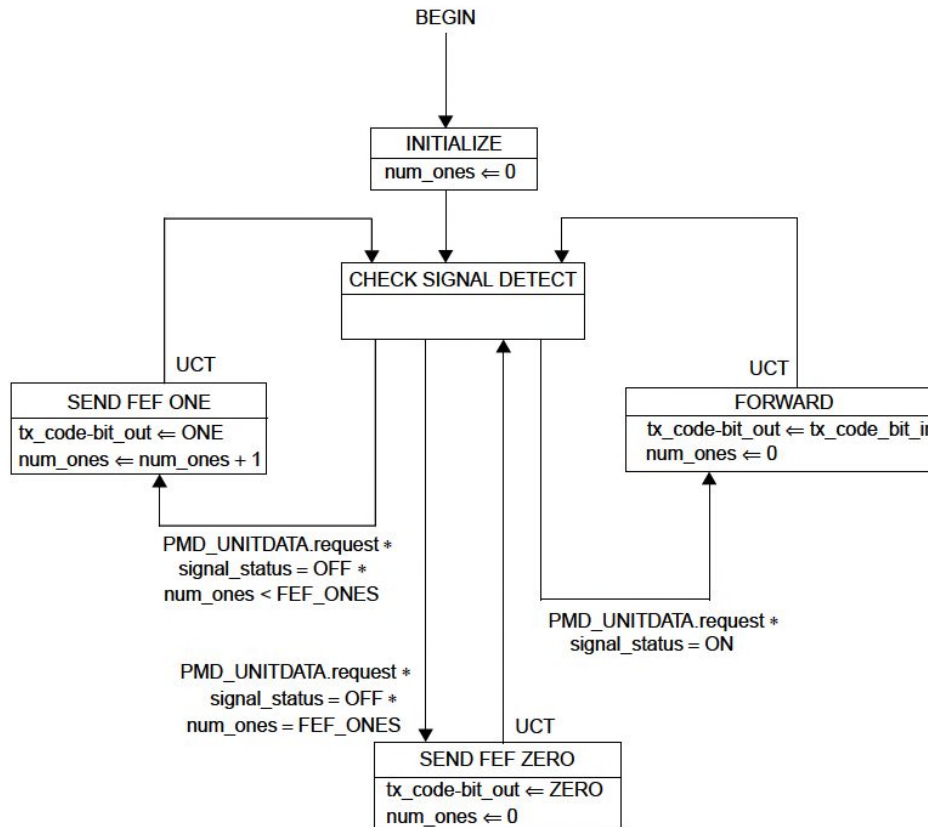 BEGIN
INITIALIZE
num_ones ⇐ 0
CHECK SIGNAL DETECT
UCT
SEND FEF ONE
tx_code-bit_out ⇐ ONE
num_ones ⇐ num_ones + 1
UCT
FORWARD
tx_code-bit_out ⇐ tx_code_bit_in
num_ones ⇐ 0
PMD_UNITDATA.request ∗
signal_status = OFF ∗
num_ones < FEF_ONES
PMD_UNITDATA.request ∗
signal_status = ON
PMD_UNITDATA.request ∗
signal_status = OFF ∗
num_ones = FEF_ONES
UCT
SEND FEF ZERO
tx_code-bit_out ⇐ ZERO
num_ones ⇐ 0